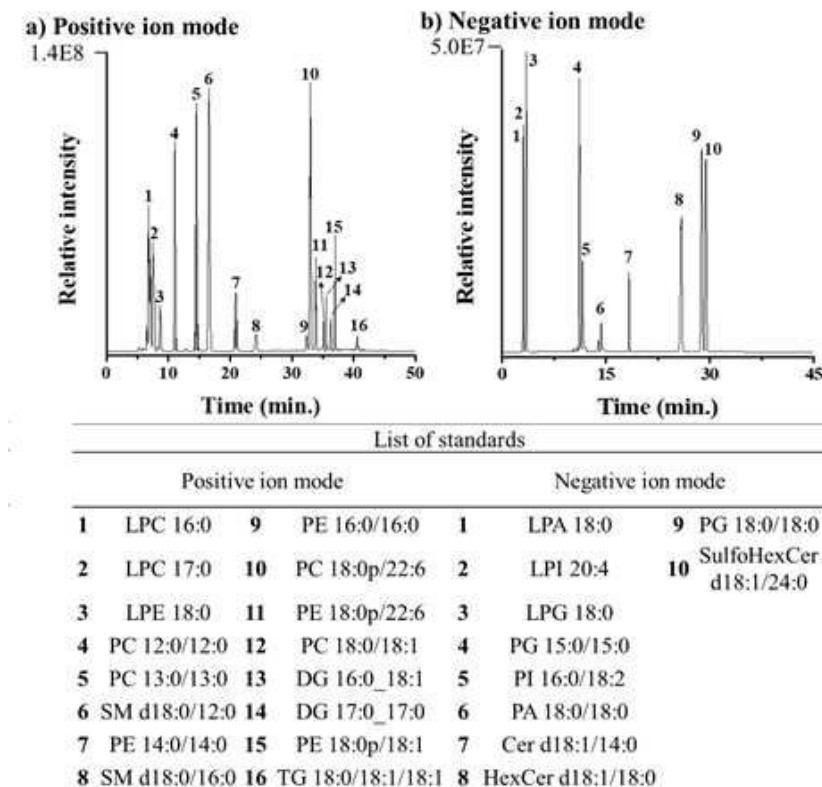 a) Positive ion mode
1.4E8
Relative intensity
1
2
3
4
5
6
7
8
9
10
11
12
13
14
15
16
0 10 20 30 40 50
Time (min.)
b) Negative ion mode
5.0E7
Relative intensity
1
2
3
4
5
6
7
8
9
10
0 15 30 45
Time (min.)
List of standards
Positive ion mode Negative ion mode
1 LPC 16:0 9 PE 16:0/16:0 1 LPA 18:0 9 PG 18:0/18:0
2 LPC 17:0 10 PC 18:0p/22:6 2 LPI 20:4 10 SulfoHexCer
d18:1/24:0
3 LPE 18:0 11 PE 18:0p/22:6 3 LPG 18:0
4 PC 12:0/12:0 12 PC 18:0/18:1 4 PG 15:0/15:0
5 PC 13:0/13:0 13 DG 16:0_18:1 5 PI 16:0/18:2
6 SM d18:0/12:0 14 DG 17:0_17:0 6 PA 18:0/18:0
7 PE 14:0/14:0 15 PE 18:0p/18:1 7 Cer d18:1/14:0
8 SM d18:0/16:0 16 TG 18:0/18:1/18:1 8 HexCer d18:1/18:0